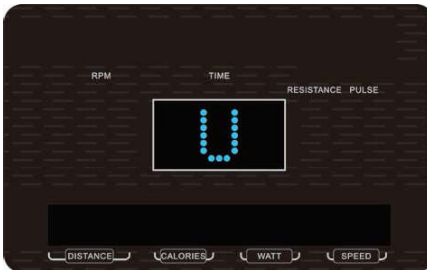 RPM TIME
RESISTANCE PULSE
U
DISTANCE CALORIES WATT SPEED